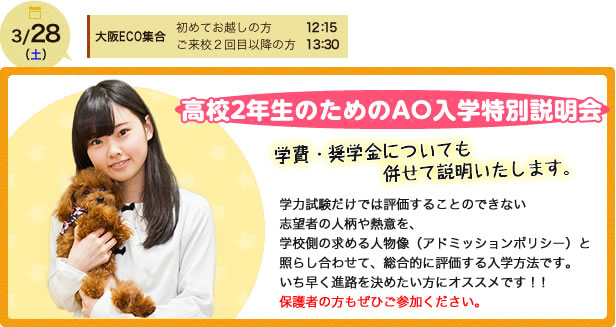 3/28
(土)
大阪ECO集合
初めてお越しの方 12:15
ご来校2回目以降の方 13:30
高校2年生のためのAO入学特別説明会
学費・奨学金についても
併せて説明いたします。
学力試験だけでは評価することのできない
志望者の人柄や熱意を、
学校側の求める人物像（アドミッションポリシー）と
照らし合わせて、総合的に評価する入学方法です。
いち早く進路を決めたい方にオススメです！！
保護者の方もぜひご参加ください。